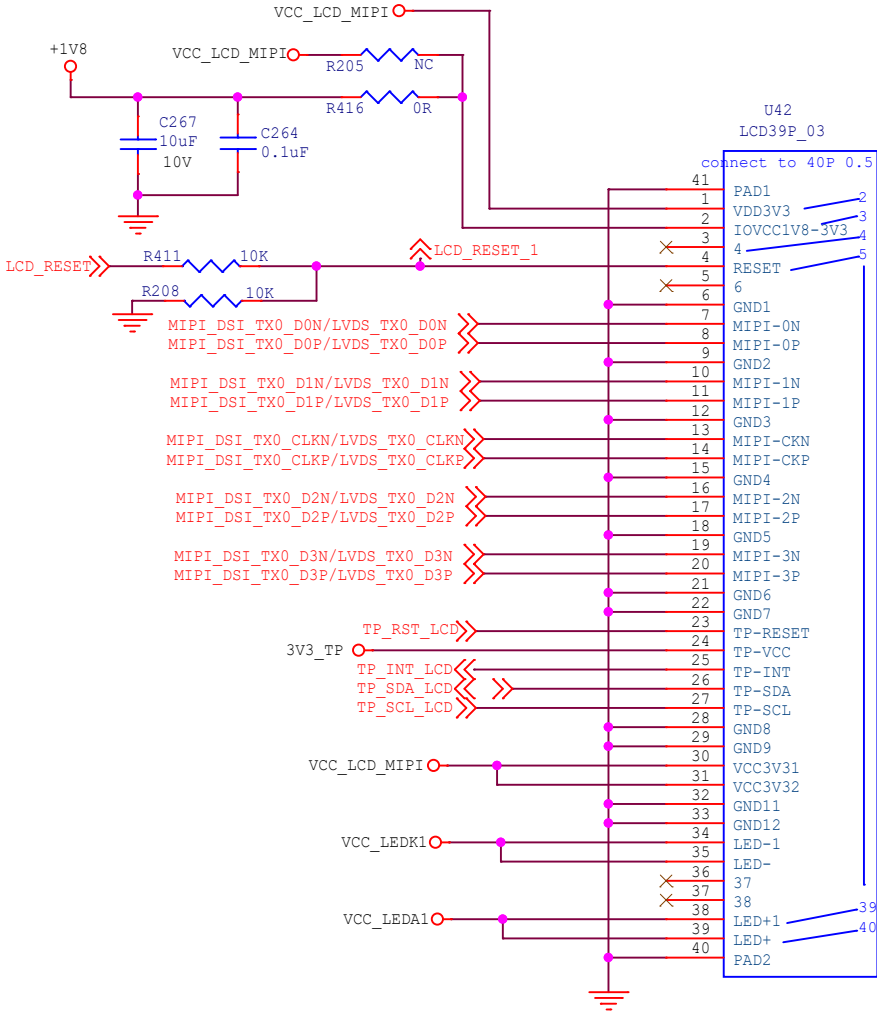 VCC_LCD_MIPI
+1V8
VCC_LCD_MIPI
R205 NC
R416 0R
C267
10uF
10V
C264
0.1uF
U42
LCD39P_03
connect to 40P 0.5
41 PAD1
1 VDD3V3 2
2 IOVCC1V8-3V3 3
3 4 4
LCD_RESET R411 10K LCD_RESET_1 4 RESET 5
R208 10K 5 6
6 GND1
MIPI_DSI_TX0_D0N/LVDS_TX0_D0N 7 MIPI-0N
MIPI_DSI_TX0_D0P/LVDS_TX0_D0P 8 MIPI-0P
9 GND2
MIPI_DSI_TX0_D1N/LVDS_TX0_D1N 10 MIPI-1N
MIPI_DSI_TX0_D1P/LVDS_TX0_D1P 11 MIPI-1P
12 GND3
MIPI_DSI_TX0_CLKN/LVDS_TX0_CLKN 13 MIPI-CKN
MIPI_DSI_TX0_CLKP/LVDS_TX0_CLKP 14 MIPI-CKP
15 GND4
MIPI_DSI_TX0_D2N/LVDS_TX0_D2N 16 MIPI-2N
MIPI_DSI_TX0_D2P/LVDS_TX0_D2P 17 MIPI-2P
18 GND5
MIPI_DSI_TX0_D3N/LVDS_TX0_D3N 19 MIPI-3N
MIPI_DSI_TX0_D3P/LVDS_TX0_D3P 20 MIPI-3P
21 GND6
22 GND7
TP_RST_LCD 23 TP-RESET
3V3_TP 24 TP-VCC
TP_INT_LCD 25 TP-INT
TP_SDA_LCD 26 TP-SDA
TP_SCL_LCD 27 TP-SCL
28 GND8
29 GND9
VCC_LCD_MIPI 30 VCC3V31
31 VCC3V32
32 GND11
33 GND12
VCC_LEDK1 34 LED-1
35 LED-
36 37
37 38
VCC_LEDA1 38 LED+1 39
39 LED+ 40
40 PAD2